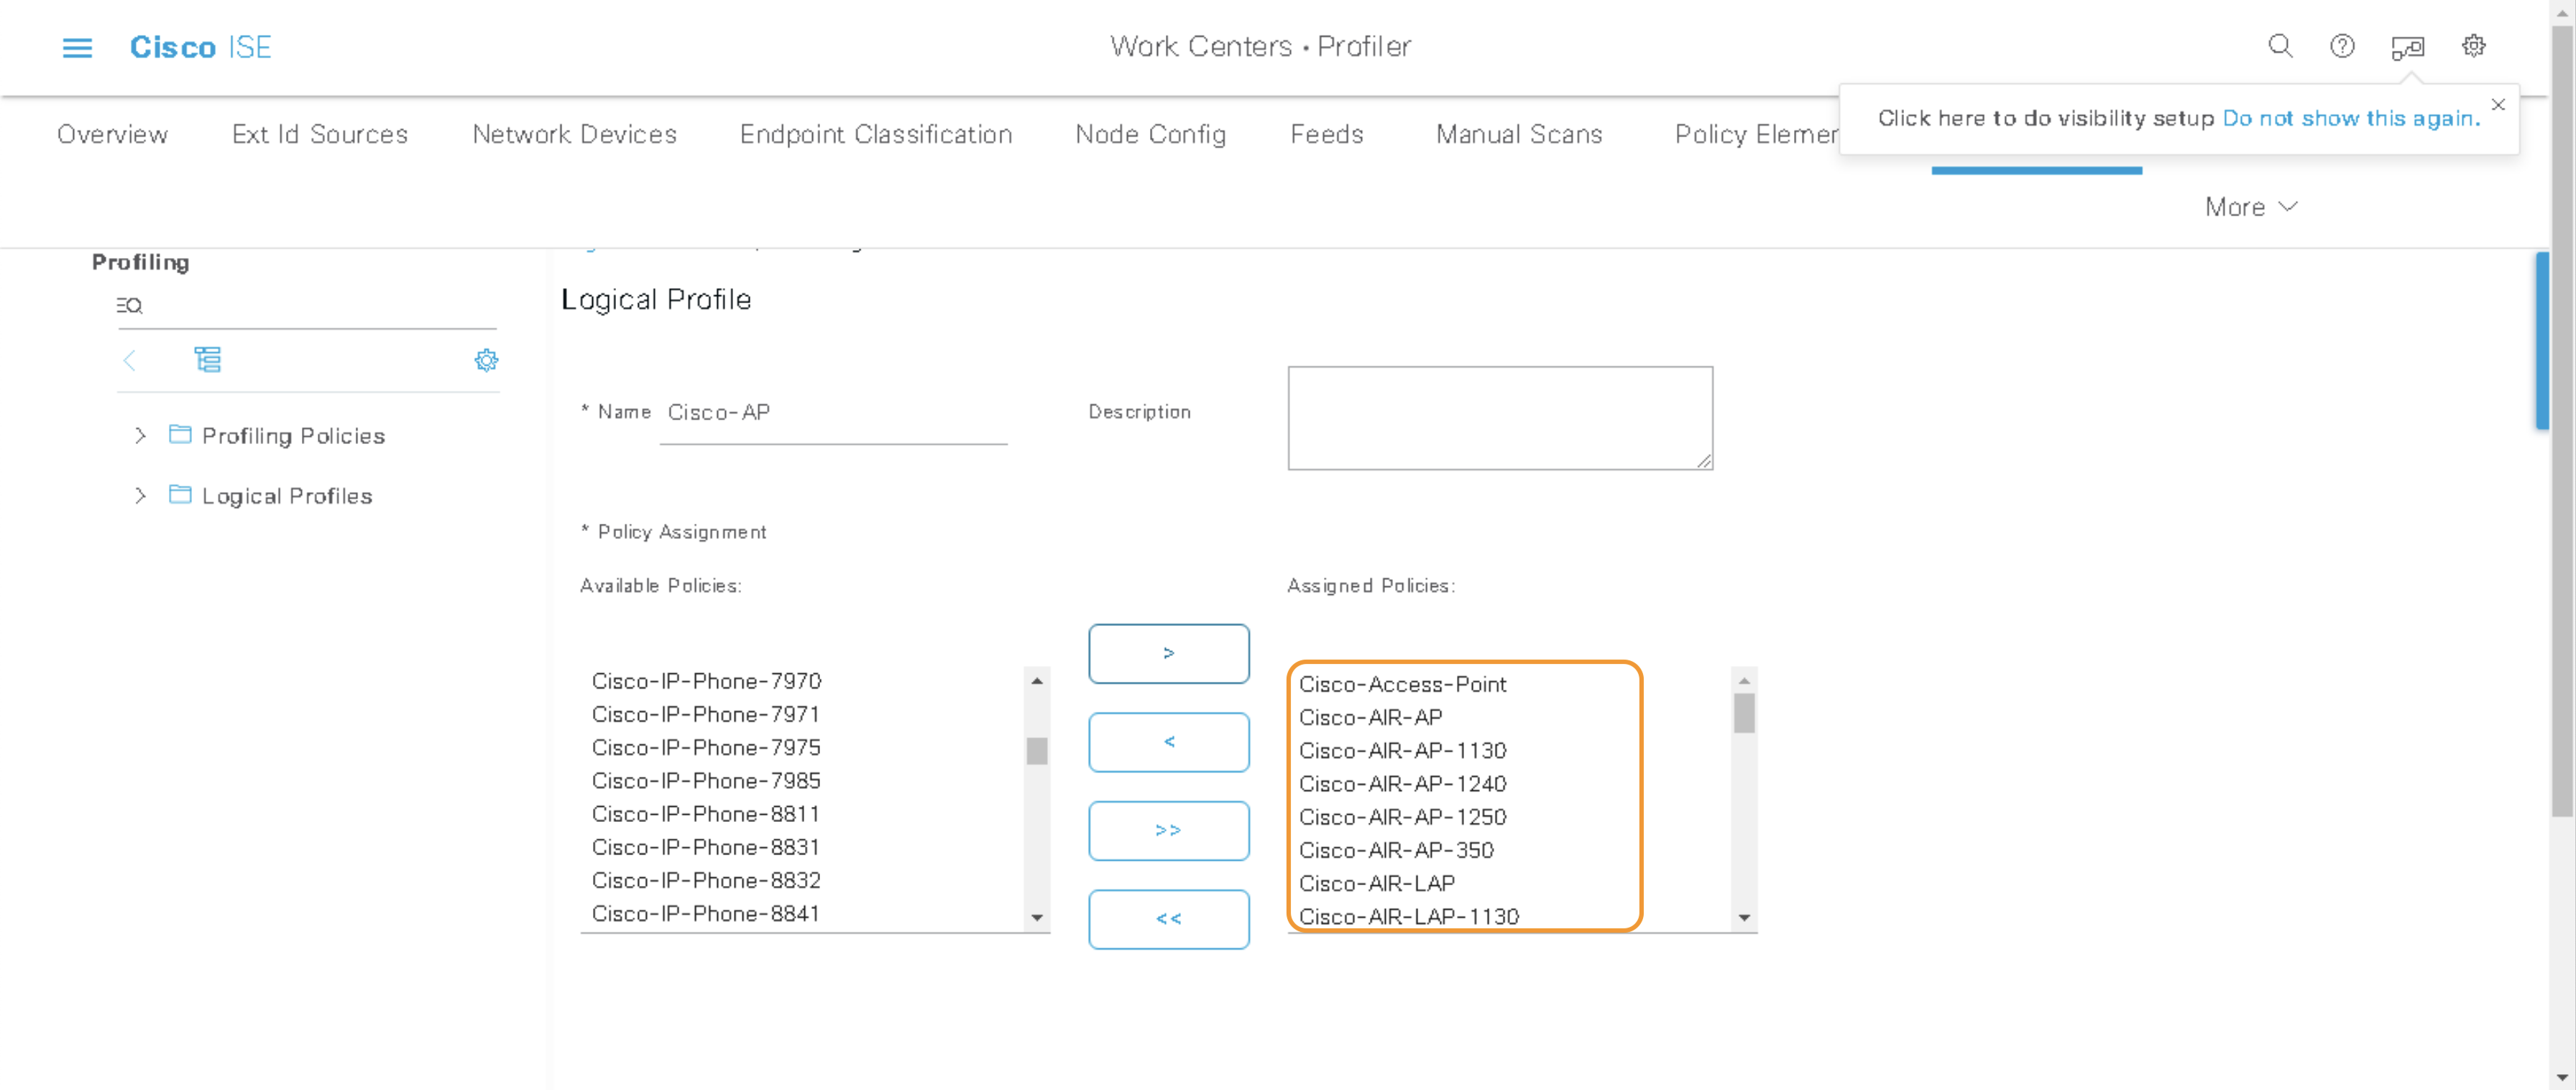 Cisco ISE
Work Centers • Profiler
Click here to do visibility setup Do not show this again.
Overview
Ext Id Sources
Network Devices
Endpoint Classification
Node Config
Feeds
Manual Scans
Policy
More
Profiling
Profiling Policies
Logical Profiles
Logical Profile
* Name Cisco-AP
Description
* Policy Assignment
Available Policies:
Cisco-IP-Phone-7970
Cisco-IP-Phone-7971
Cisco-IP-Phone-7975
Cisco-IP-Phone-7985
Cisco-IP-Phone-8811
Cisco-IP-Phone-8831
Cisco-IP-Phone-8832
Cisco-IP-Phone-8841
>
<
>>
<<
Assigned Policies:
Cisco-Access-Point
Cisco-AIR-AP
Cisco-AIR-AP-1130
Cisco-AIR-AP-1240
Cisco-AIR-AP-1250
Cisco-AIR-AP-350
Cisco-AIR-LAP
Cisco-AIR-LAP-1130